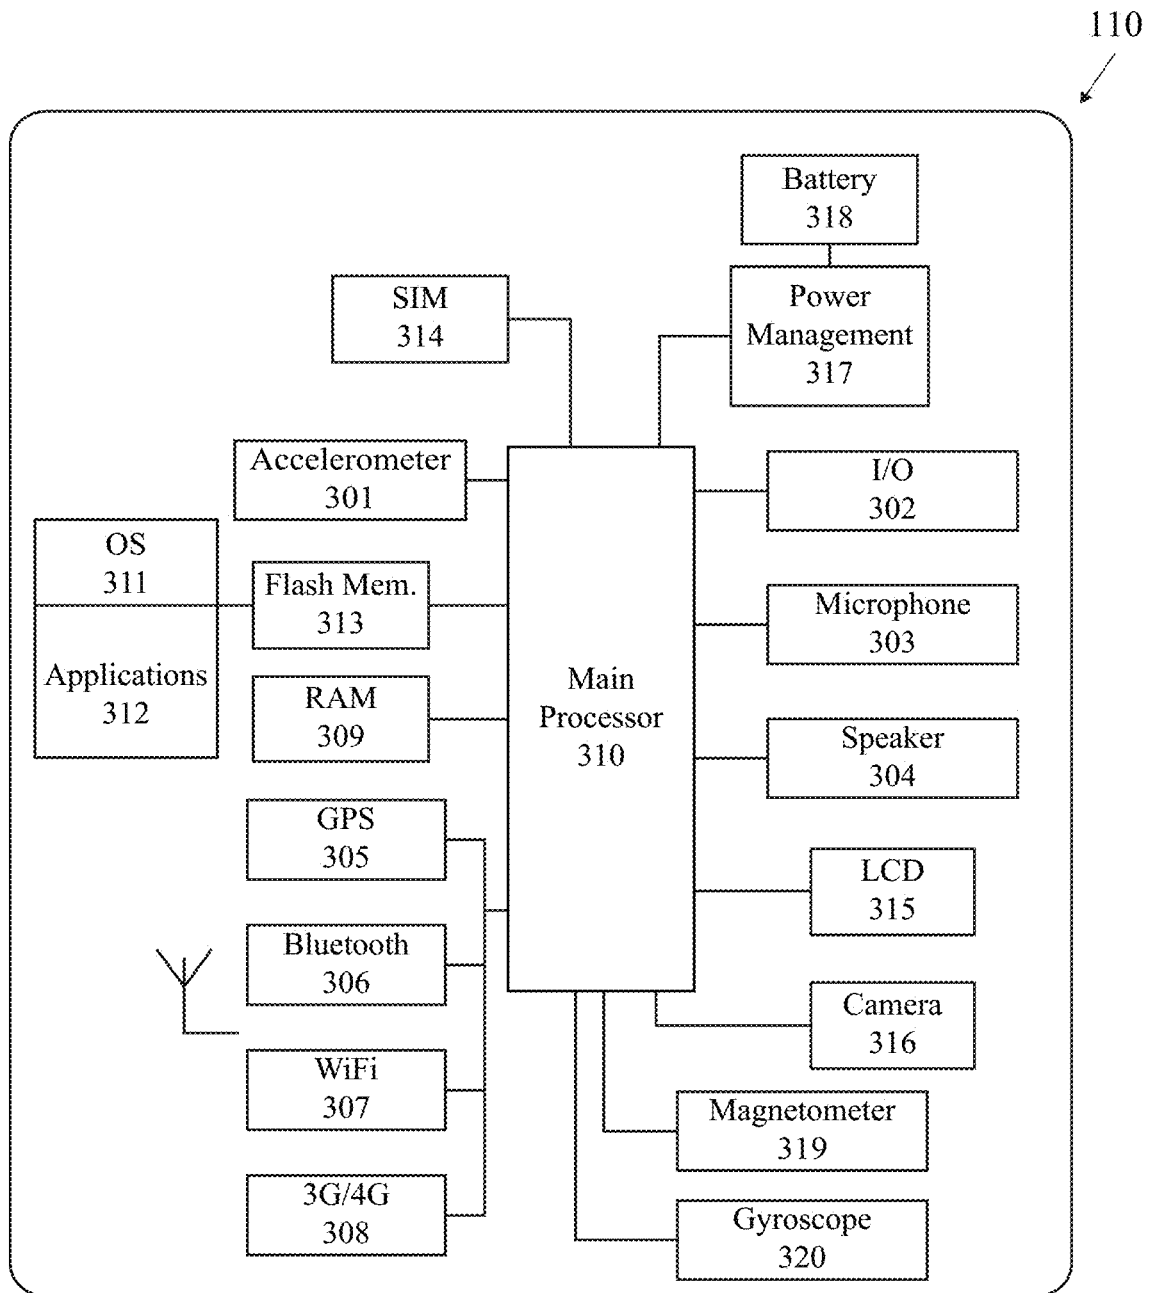 110
Battery
318
Power
Management
317
SIM
314
Accelerometer
301
I/O
302
OS
311
Flash Mem.
313
Microphone
303
Applications
312
RAM
309
Main
Processor
310
Speaker
304
GPS
305
LCD
315
Bluetooth
306
Camera
316
WiFi
307
Magnetometer
319
3G/4G
308
Gyroscope
320